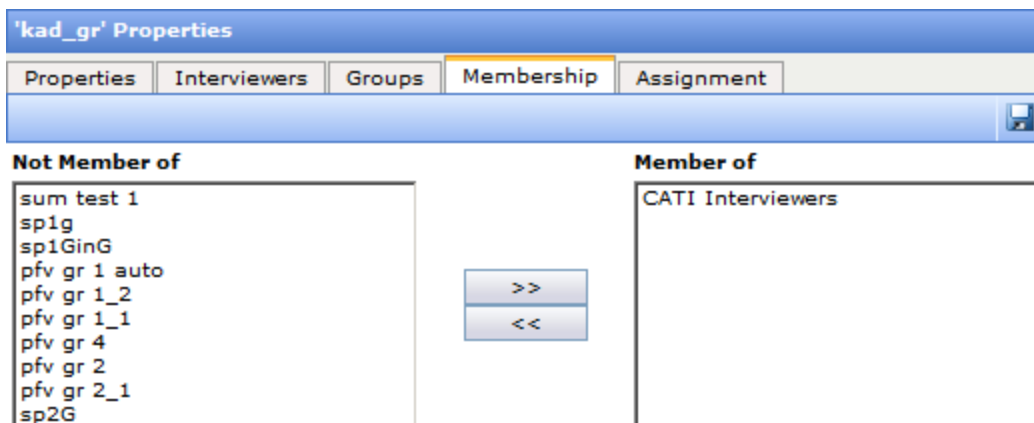 'kad_gr' Properties
Properties Interviewers Groups Membership Assignment
Not Member of
sum test 1
sp1g
sp1GinG
pfv gr 1 auto
pfv gr 1_2
pfv gr 1_1
pfv gr 4
pfv gr 2
pfv gr 2_1
sp2G
>>
<<
Member of
CATI Interviewers